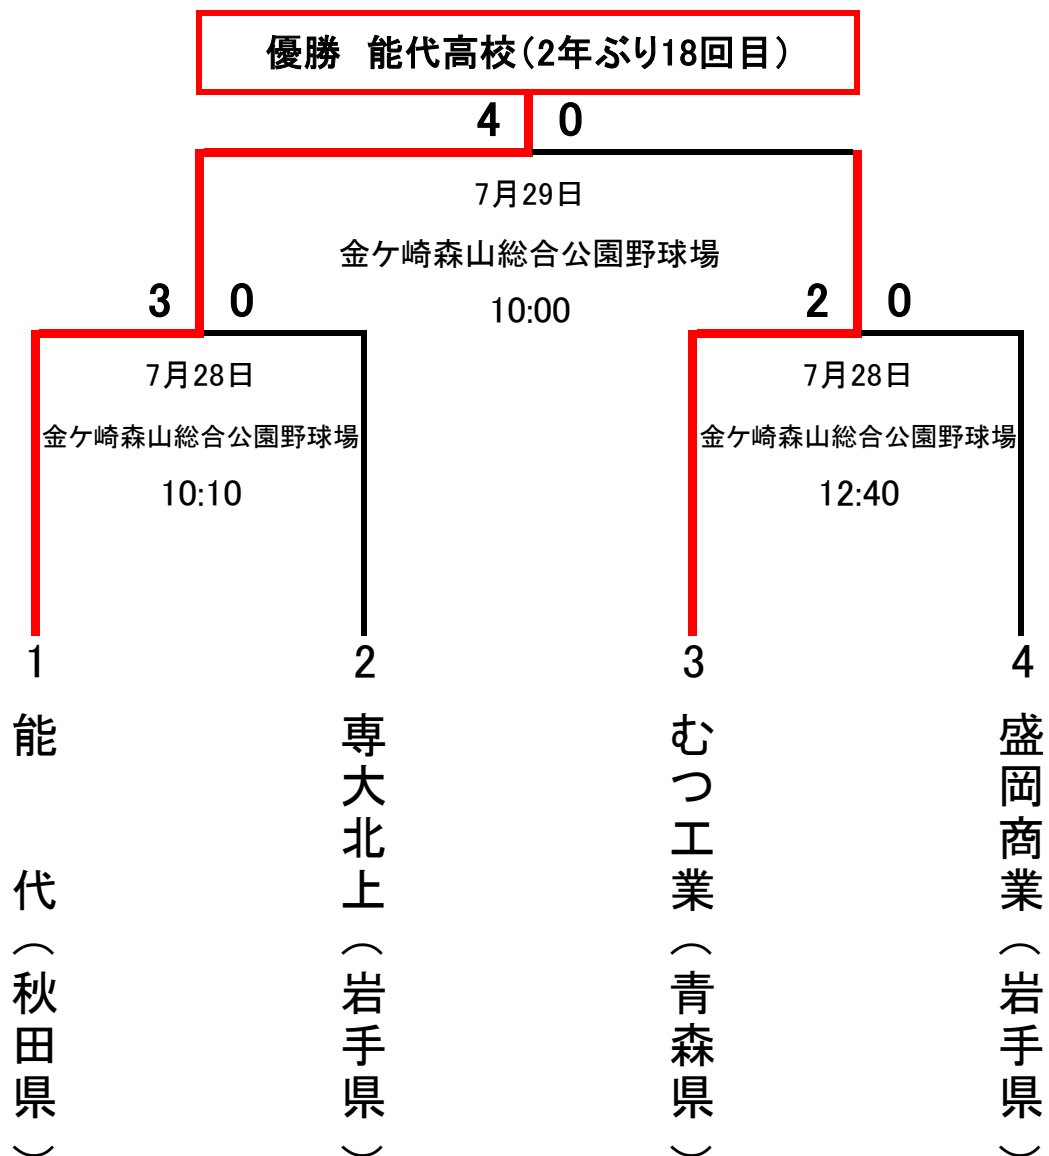 優勝　能代高校（2年ぶり18回目）
4 0
7月29日
金ケ崎森山総合公園野球場
10:00
3 0
2 0
7月28日
金ケ崎森山総合公園野球場
10:10
7月28日
金ケ崎森山総合公園野球場
12:40
1
2
3
4
能　　代（秋田県）
専大北上（岩手県）
むつ工業（青森県）
盛岡商業（岩手県）